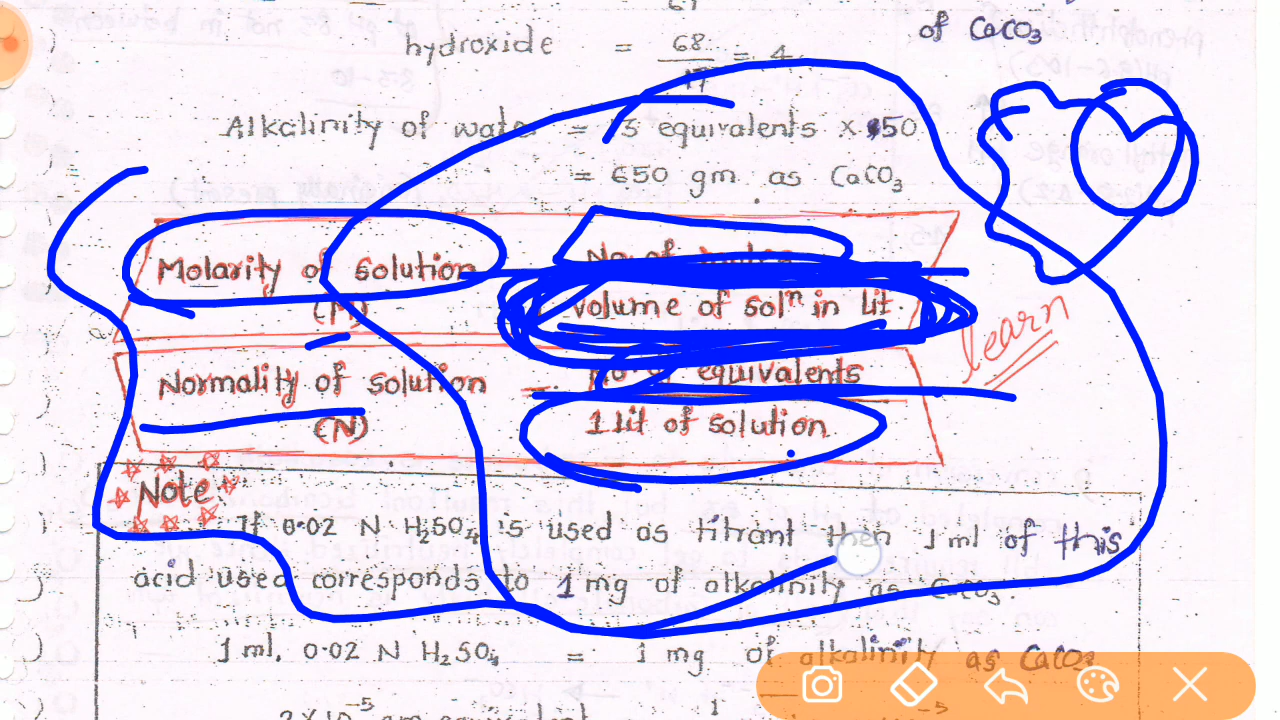 of CaCO₃
hydroxide = 68/17 = 4
Alkalinity of water = 13 equivalents × 50
= 650 gm as CaCO₃
Molarity of solution = No of moles / volume of solⁿ in lit
(M)
learn
Normality of solution = No of equivalents / 1 lit of solution
(N)
Note:
If 0.02 N H₂SO₄ is used as titrant then 1 ml of this
acid used corresponds to 1 mg of alkalinity as CaCO₃.
1 ml. 0.02 N H₂SO₄ = 1 mg of alkalinity as CaCO₃